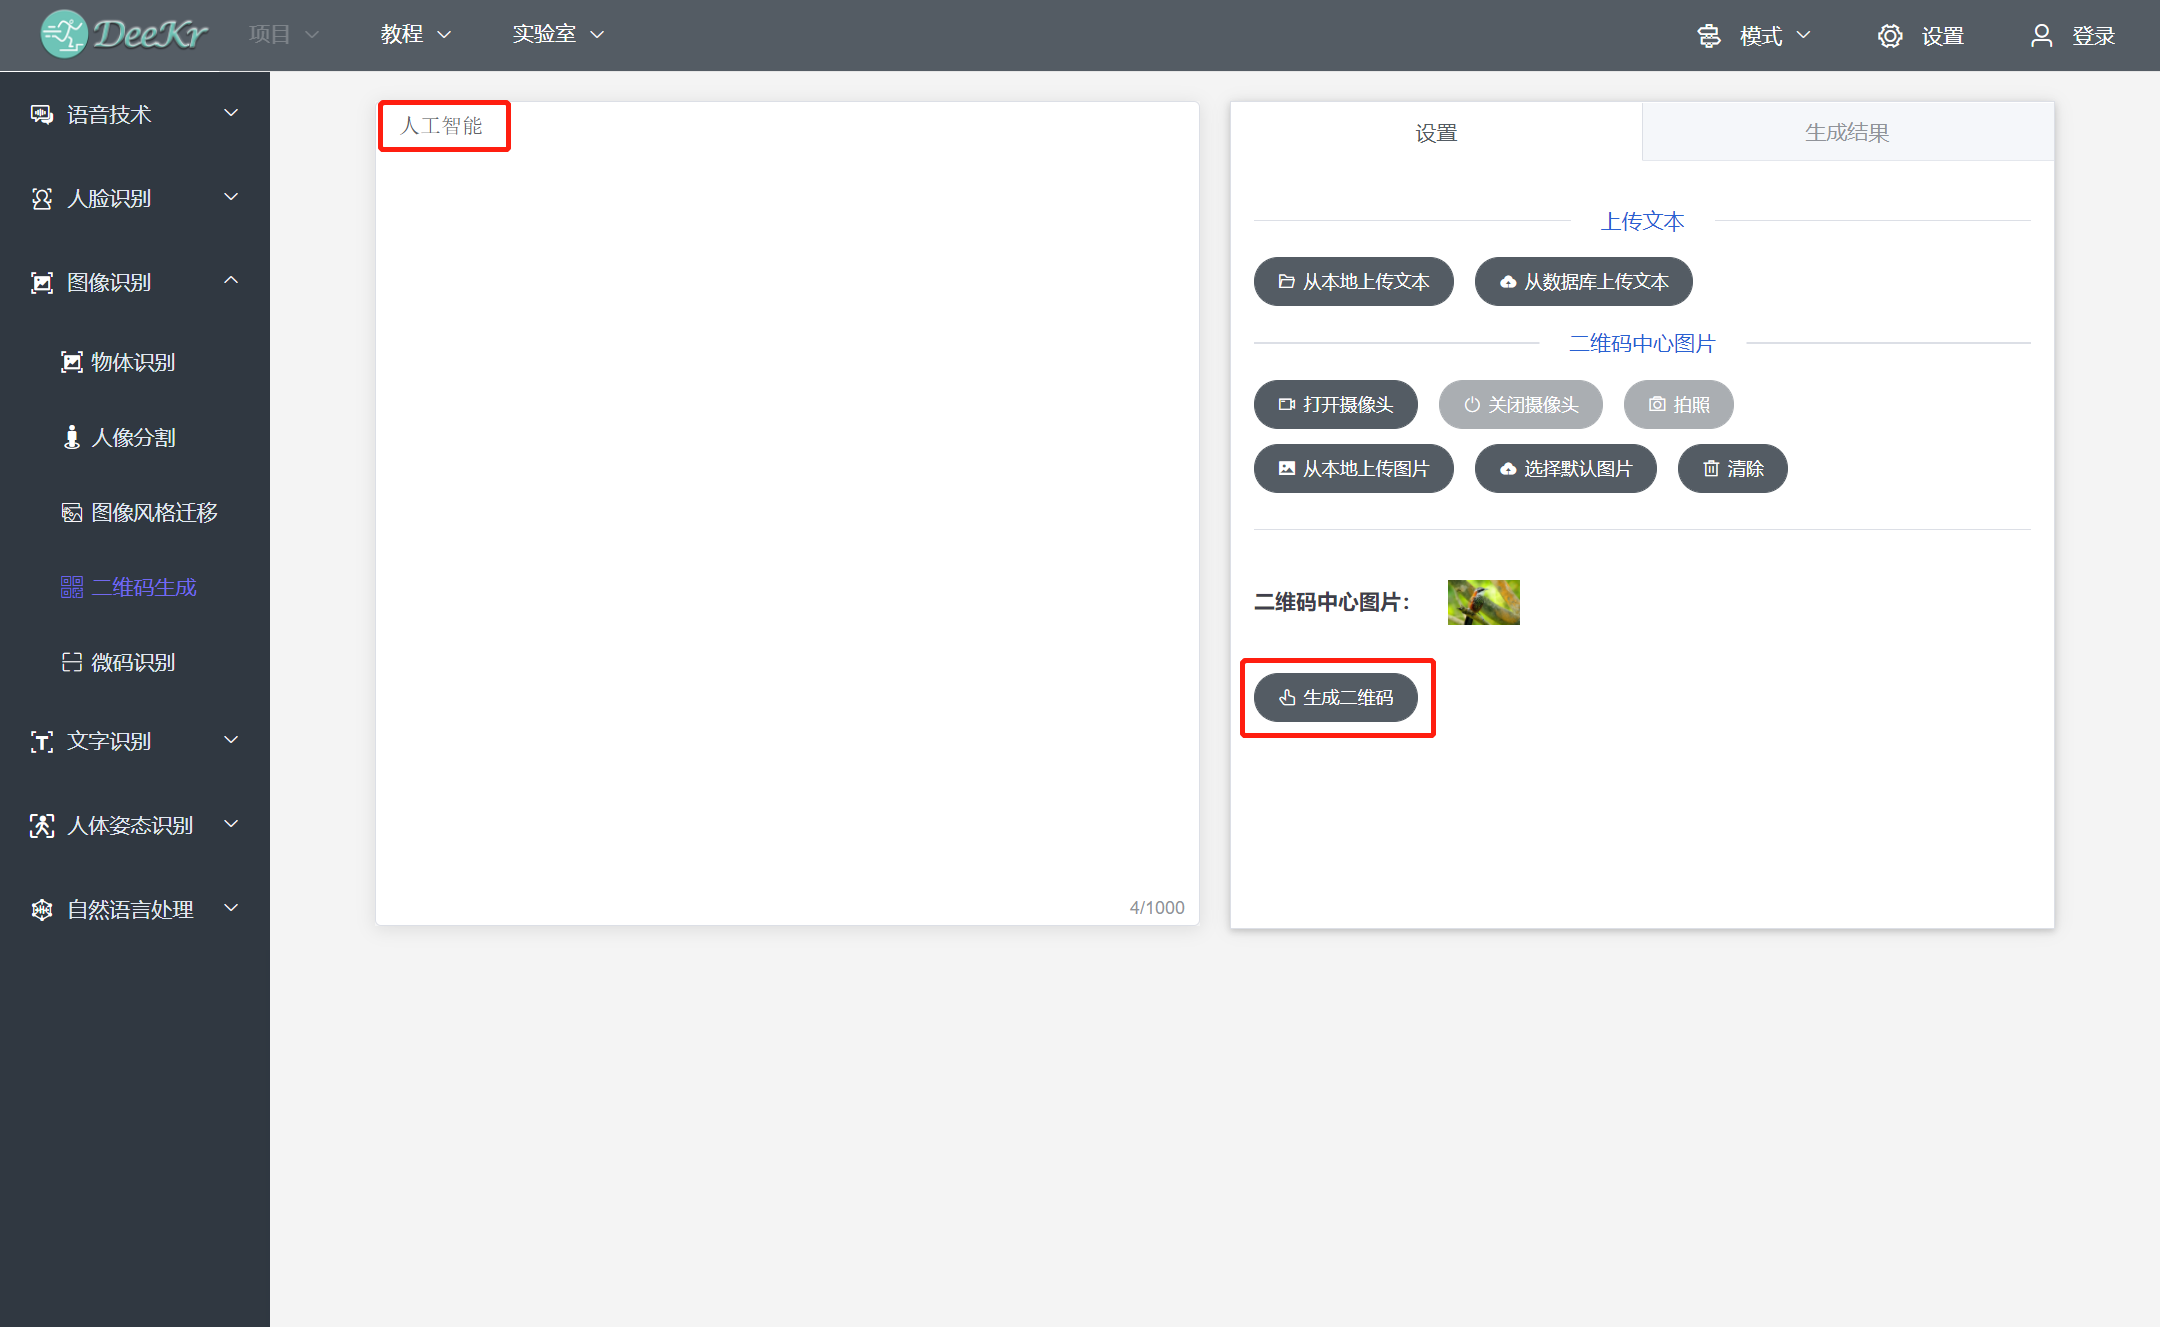 DeeKr 项目 教程 实验室 模式 设置 登录
语音技术
人脸识别
图像识别
物体识别
人像分割
图像风格迁移
二维码生成
微码识别
文字识别
人体姿态识别
自然语言处理
人工智能
4/1000
设置 生成结果
上传文本
从本地上传文本 从数据库上传文本
二维码中心图片
打开摄像头 关闭摄像头 拍照
从本地上传图片 选择默认图片 清除
二维码中心图片：
生成二维码